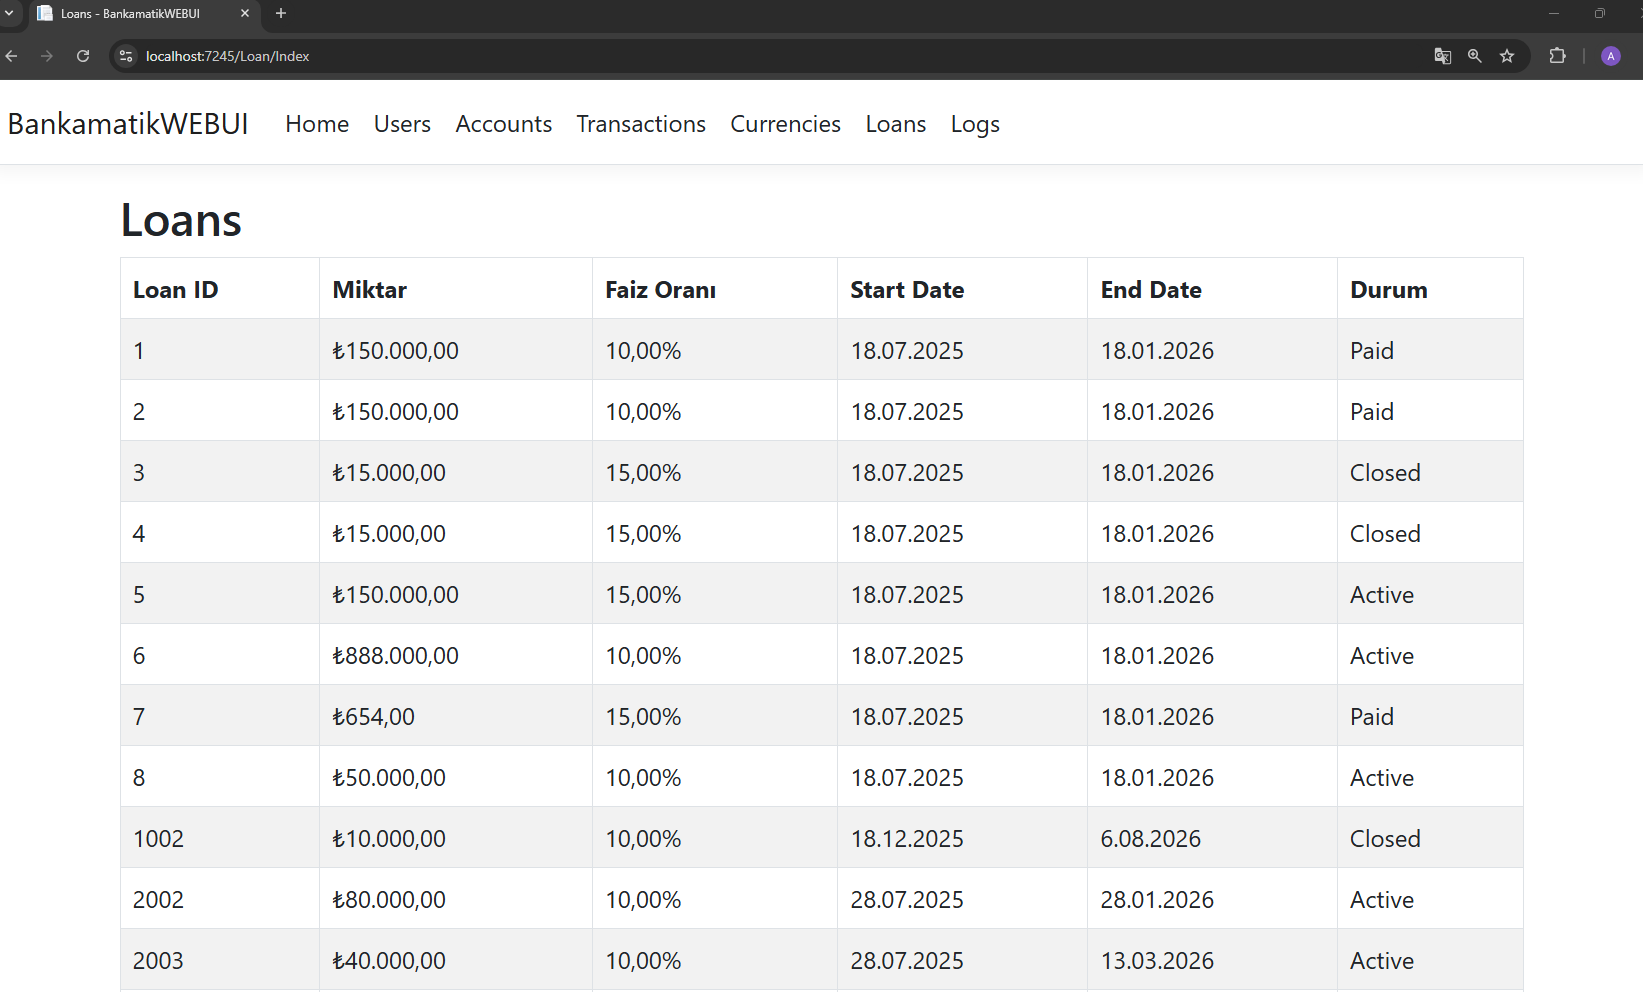 Loans - BankamatikWEBUI
localhost:7245/Loan/Index
A
BankamatikWEBUI Home Users Accounts Transactions Currencies Loans Logs
Loans
Loan ID Miktar Faiz Oranı Start Date End Date Durum
1 ₺150.000,00 10,00% 18.07.2025 18.01.2026 Paid
2 ₺150.000,00 10,00% 18.07.2025 18.01.2026 Paid
3 ₺15.000,00 15,00% 18.07.2025 18.01.2026 Closed
4 ₺15.000,00 15,00% 18.07.2025 18.01.2026 Closed
5 ₺150.000,00 15,00% 18.07.2025 18.01.2026 Active
6 ₺888.000,00 10,00% 18.07.2025 18.01.2026 Active
7 ₺654,00 15,00% 18.07.2025 18.01.2026 Paid
8 ₺50.000,00 10,00% 18.07.2025 18.01.2026 Active
1002 ₺10.000,00 10,00% 18.12.2025 6.08.2026 Closed
2002 ₺80.000,00 10,00% 28.07.2025 28.01.2026 Active
2003 ₺40.000,00 10,00% 28.07.2025 13.03.2026 Active